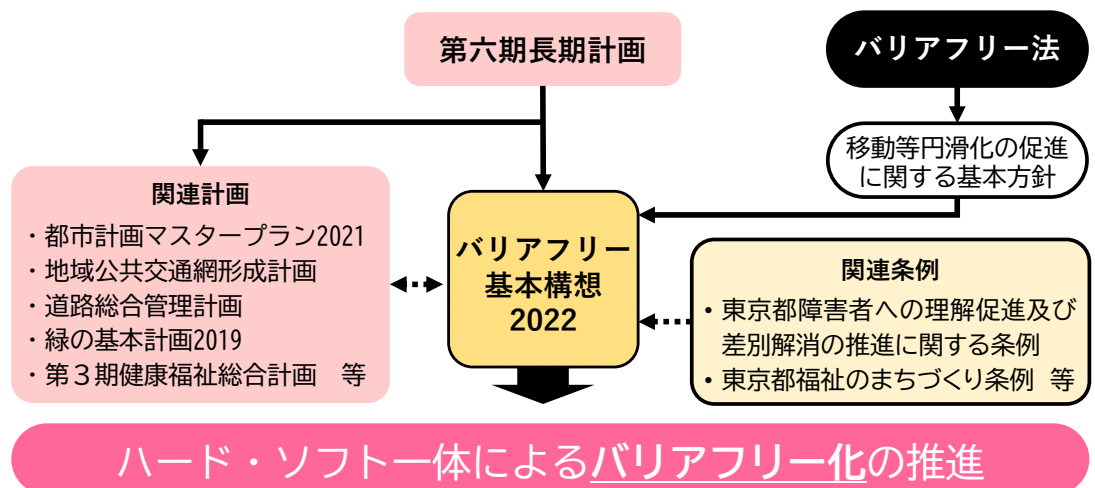 第六期長期計画
バリアフリー法
移動等円滑化の促進
に関する基本方針
関連計画
・都市計画マスタープラン2021
・地域公共交通網形成計画
・道路総合管理計画
・緑の基本計画2019
・第３期健康福祉総合計画　等
バリアフリー
基本構想
2022
関連条例
・東京都障害者への理解促進及び
差別解消の推進に関する条例
・東京都福祉のまちづくり条例 等
ハード・ソフト一体によるバリアフリー化の推進